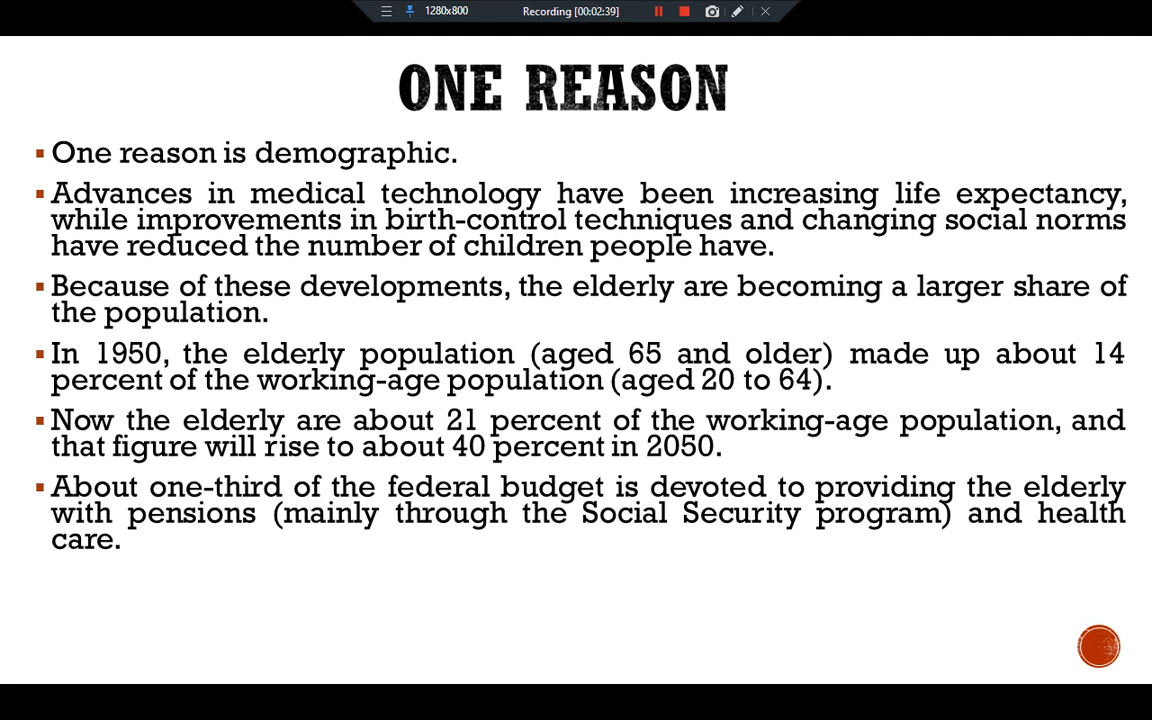 1280x800 Recording [00:02:39]
ONE REASON
One reason is demographic.
Advances in medical technology have been increasing life expectancy,
while improvements in birth-control techniques and changing social norms
have reduced the number of children people have.
Because of these developments, the elderly are becoming a larger share of
the population.
In 1950, the elderly population (aged 65 and older) made up about 14
percent of the working-age population (aged 20 to 64).
Now the elderly are about 21 percent of the working-age population, and
that figure will rise to about 40 percent in 2050.
About one-third of the federal budget is devoted to providing the elderly
with pensions (mainly through the Social Security program) and health
care.